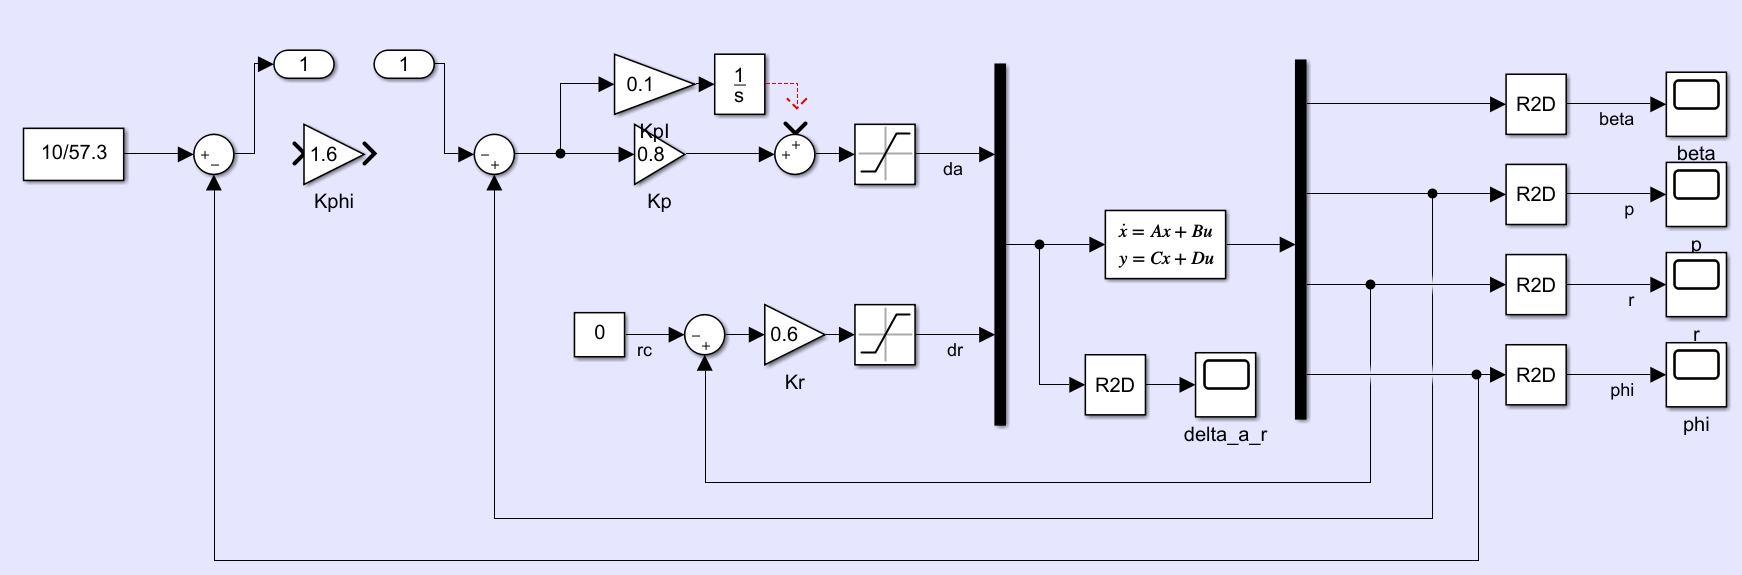 10/57.3
+
−
1
1.6
Kphi
1
−
+
0.1
KpI
1
s
0.8
Kp
+
+
da
0
rc
−
+
0.6
Kr
dr
ẋ = Ax + Bu
y = Cx + Du
R2D
delta_a_r
R2D
beta
beta
R2D
p
p
R2D
r
r
R2D
phi
phi